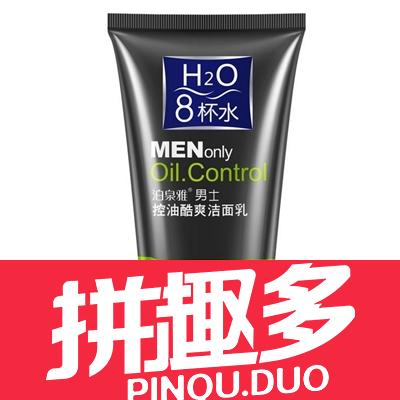 H2O
8杯水
MENonly
Oil.Control
泊泉雅®男士
控油酷爽洁面乳
拼趣多
PINQU.DUO